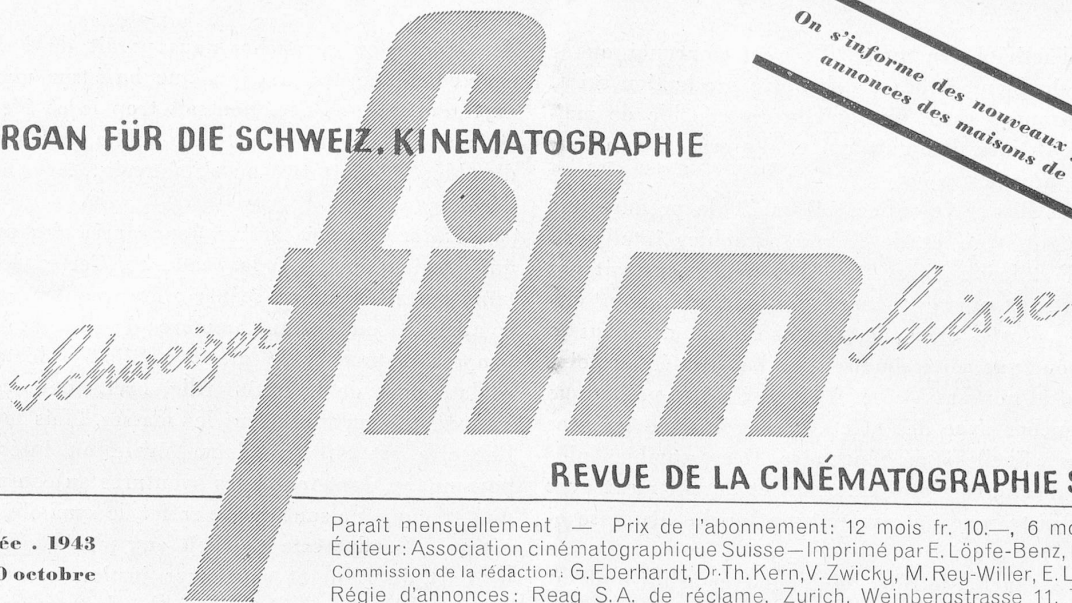 On s'informe des nouveaux
annonces des maisons de
RGAN FÜR DIE SCHWEIZ. KINEMATOGRAPHIE
film
Schweizer
Suisse
REVUE DE LA CINÉMATOGRAPHIE S
ée . 1943
0 octobre
Paraît mensuellement — Prix de l'abonnement: 12 mois fr. 10.—, 6 mo
Éditeur: Association cinématographique Suisse — Imprimé par E. Löpfe-Benz,
Commission de la rédaction: G. Eberhardt, Dr. Th. Kern, V. Zwicky, M. Rey-Willer, E. L
Régie d'annonces: Reag S. A. de réclame, Zurich, Weinbergstrasse 11,